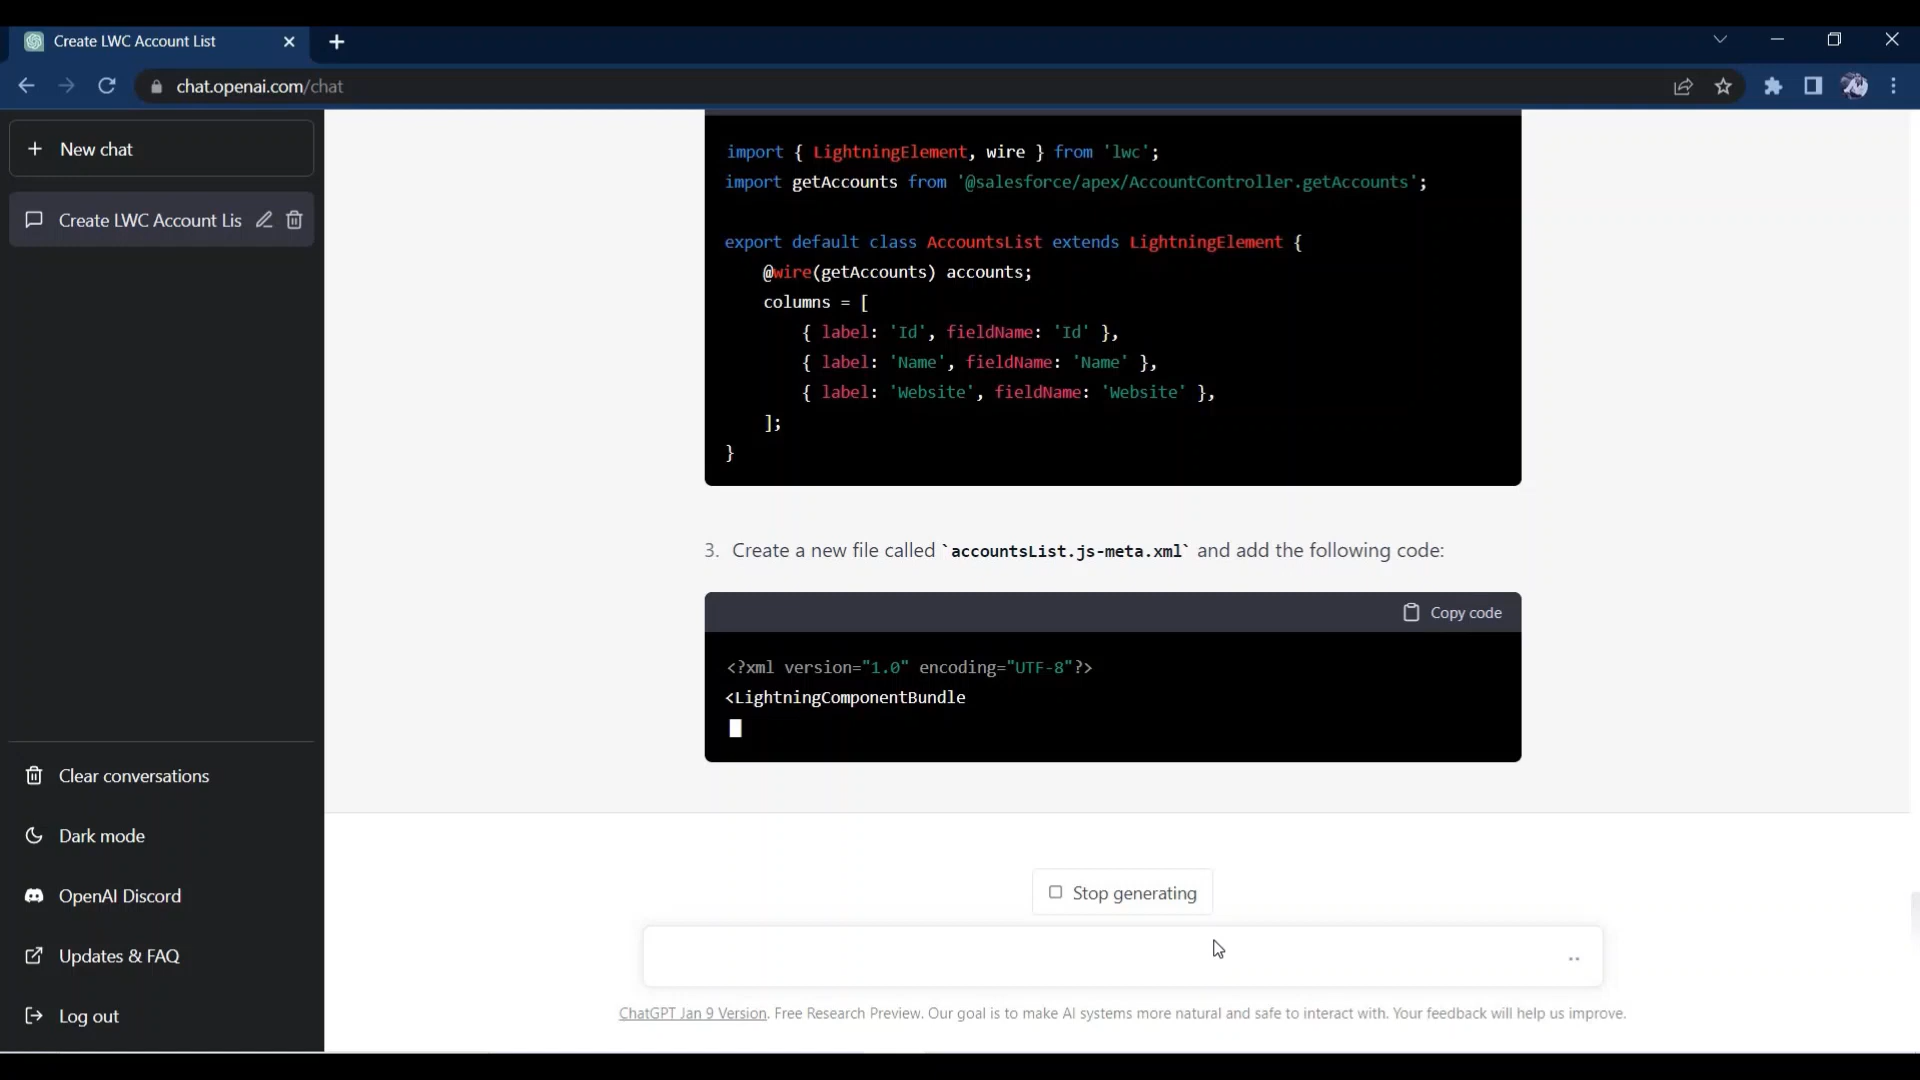 Create LWC Account List
chat.openai.com/chat
New chat
Create LWC Account Lis
import { LightningElement, wire } from 'lwc';
import getAccounts from '@salesforce/apex/AccountController.getAccounts';
export default class AccountsList extends LightningElement {
@wire(getAccounts) accounts;
columns = [
{ label: 'Id', fieldName: 'Id' },
{ label: 'Name', fieldName: 'Name' },
{ label: 'Website', fieldName: 'Website' },
];
}
3. Create a new file called `accountsList.js-meta.xml` and add the following code:
Copy code
<?xml version="1.0" encoding="UTF-8"?>
<LightningComponentBundle
Clear conversations
Dark mode
OpenAI Discord
Updates & FAQ
Log out
Stop generating
ChatGPT Jan 9 Version. Free Research Preview. Our goal is to make AI systems more natural and safe to interact with. Your feedback will help us improve.